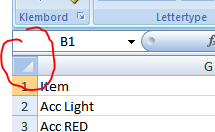 Klembord
Lettertype
B1
G
1 Item
2 Acc Light
3 Acc RED